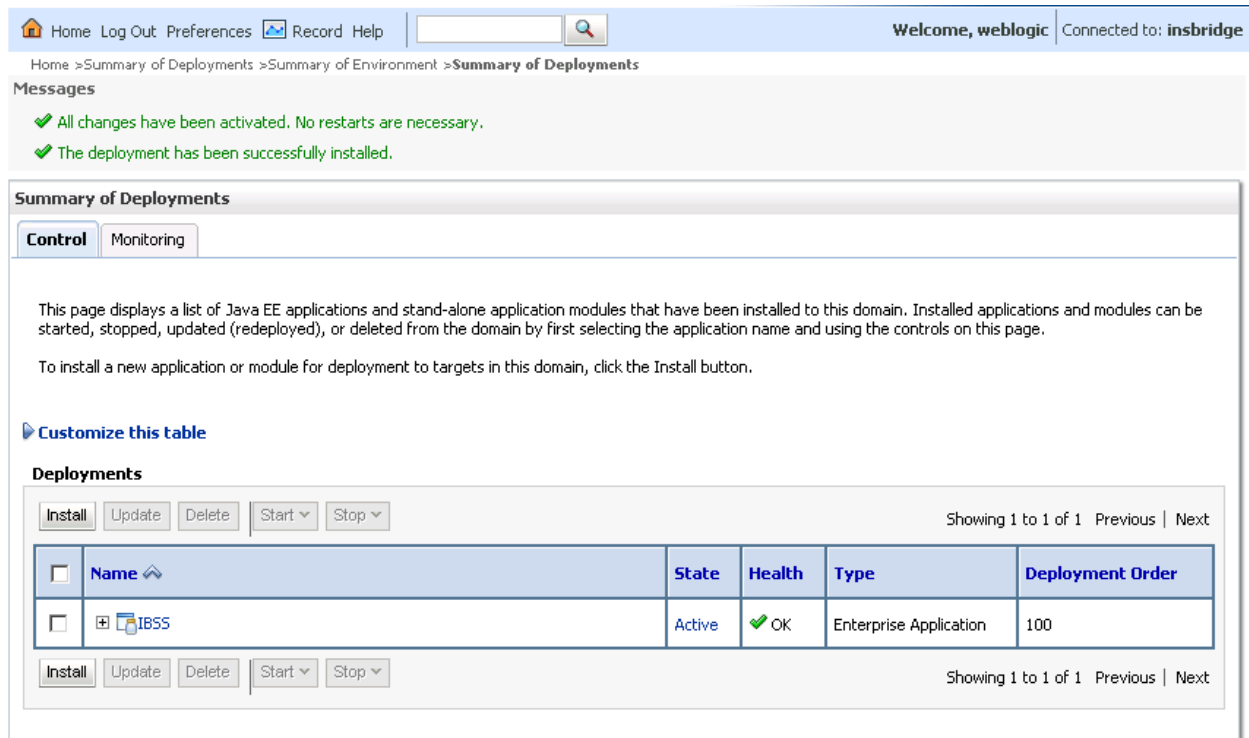 Home Log Out Preferences Record Help Welcome, weblogic Connected to: insbridge
Home >Summary of Deployments >Summary of Environment >Summary of Deployments
Messages
All changes have been activated. No restarts are necessary.
The deployment has been successfully installed.
Summary of Deployments
Control Monitoring
This page displays a list of Java EE applications and stand-alone application modules that have been installed to this domain. Installed applications and modules can be
started, stopped, updated (redeployed), or deleted from the domain by first selecting the application name and using the controls on this page.
To install a new application or module for deployment to targets in this domain, click the Install button.
Customize this table
Deployments
Install Update Delete Start Stop Showing 1 to 1 of 1 Previous | Next
Name State Health Type Deployment Order
IBSS Active OK Enterprise Application 100
Install Update Delete Start Stop Showing 1 to 1 of 1 Previous | Next